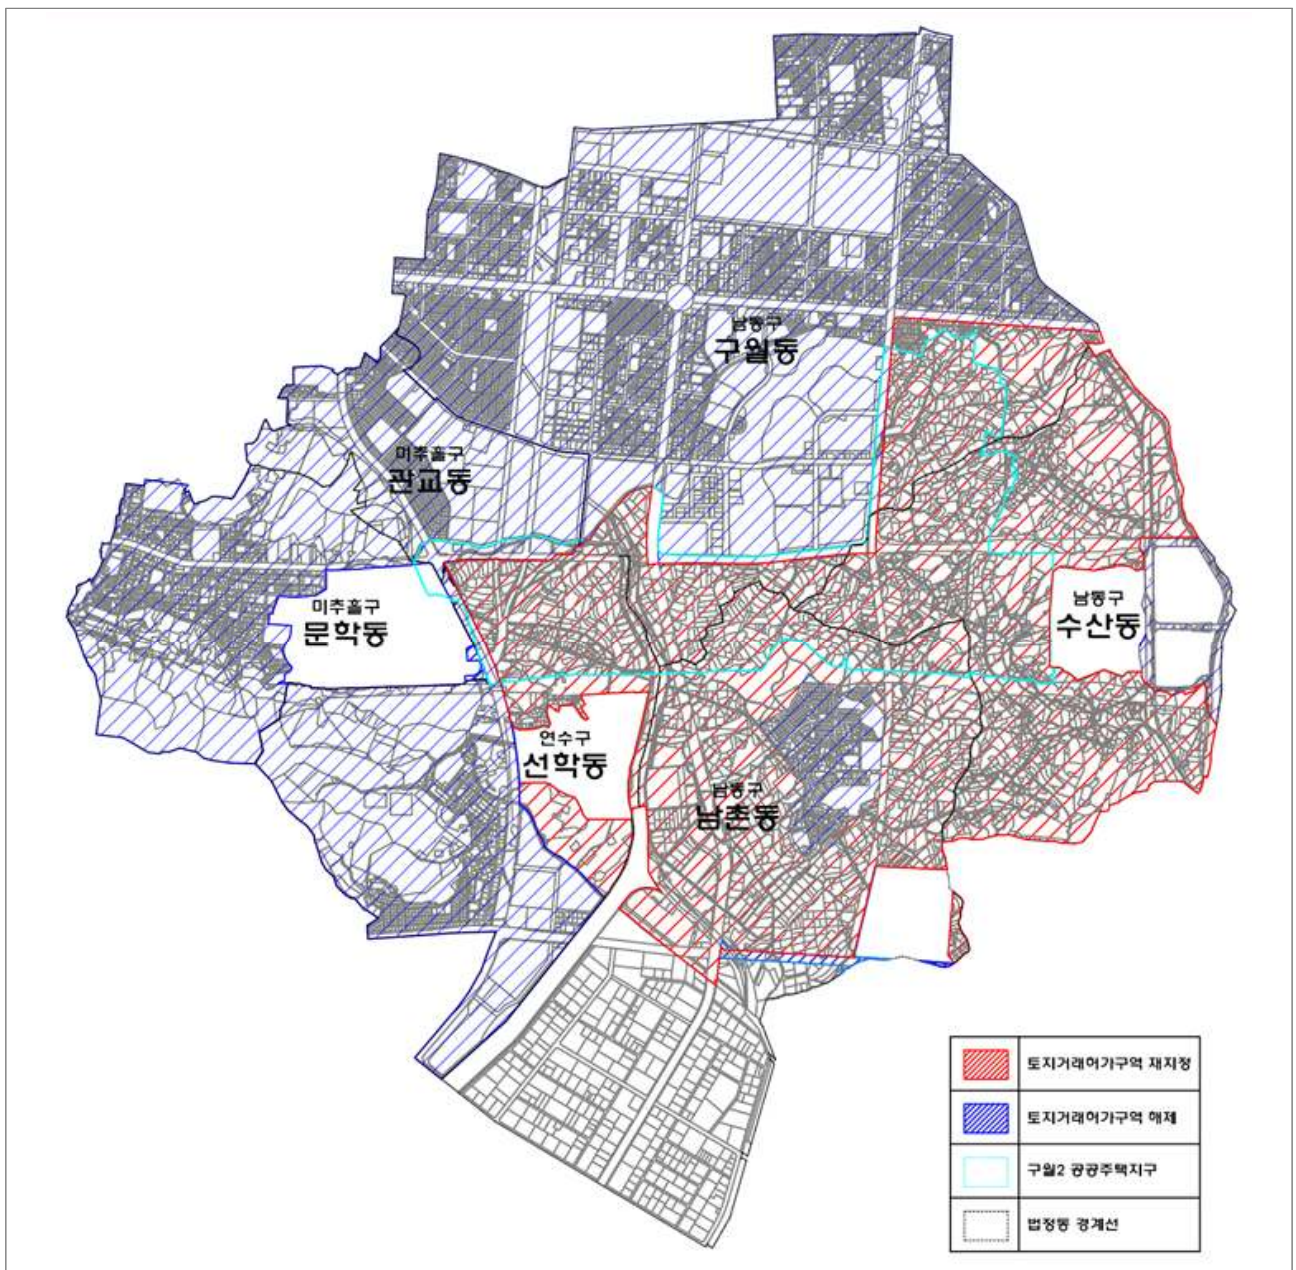 남동구
구월동
미추홀구
관교동
미추홀구
문학동
남동구
수산동
연수구
선학동
남동구
남촌동
토지거래허가구역 재지정
토지거래허가구역 해제
구월2 공공주택지구
법정동 경계선